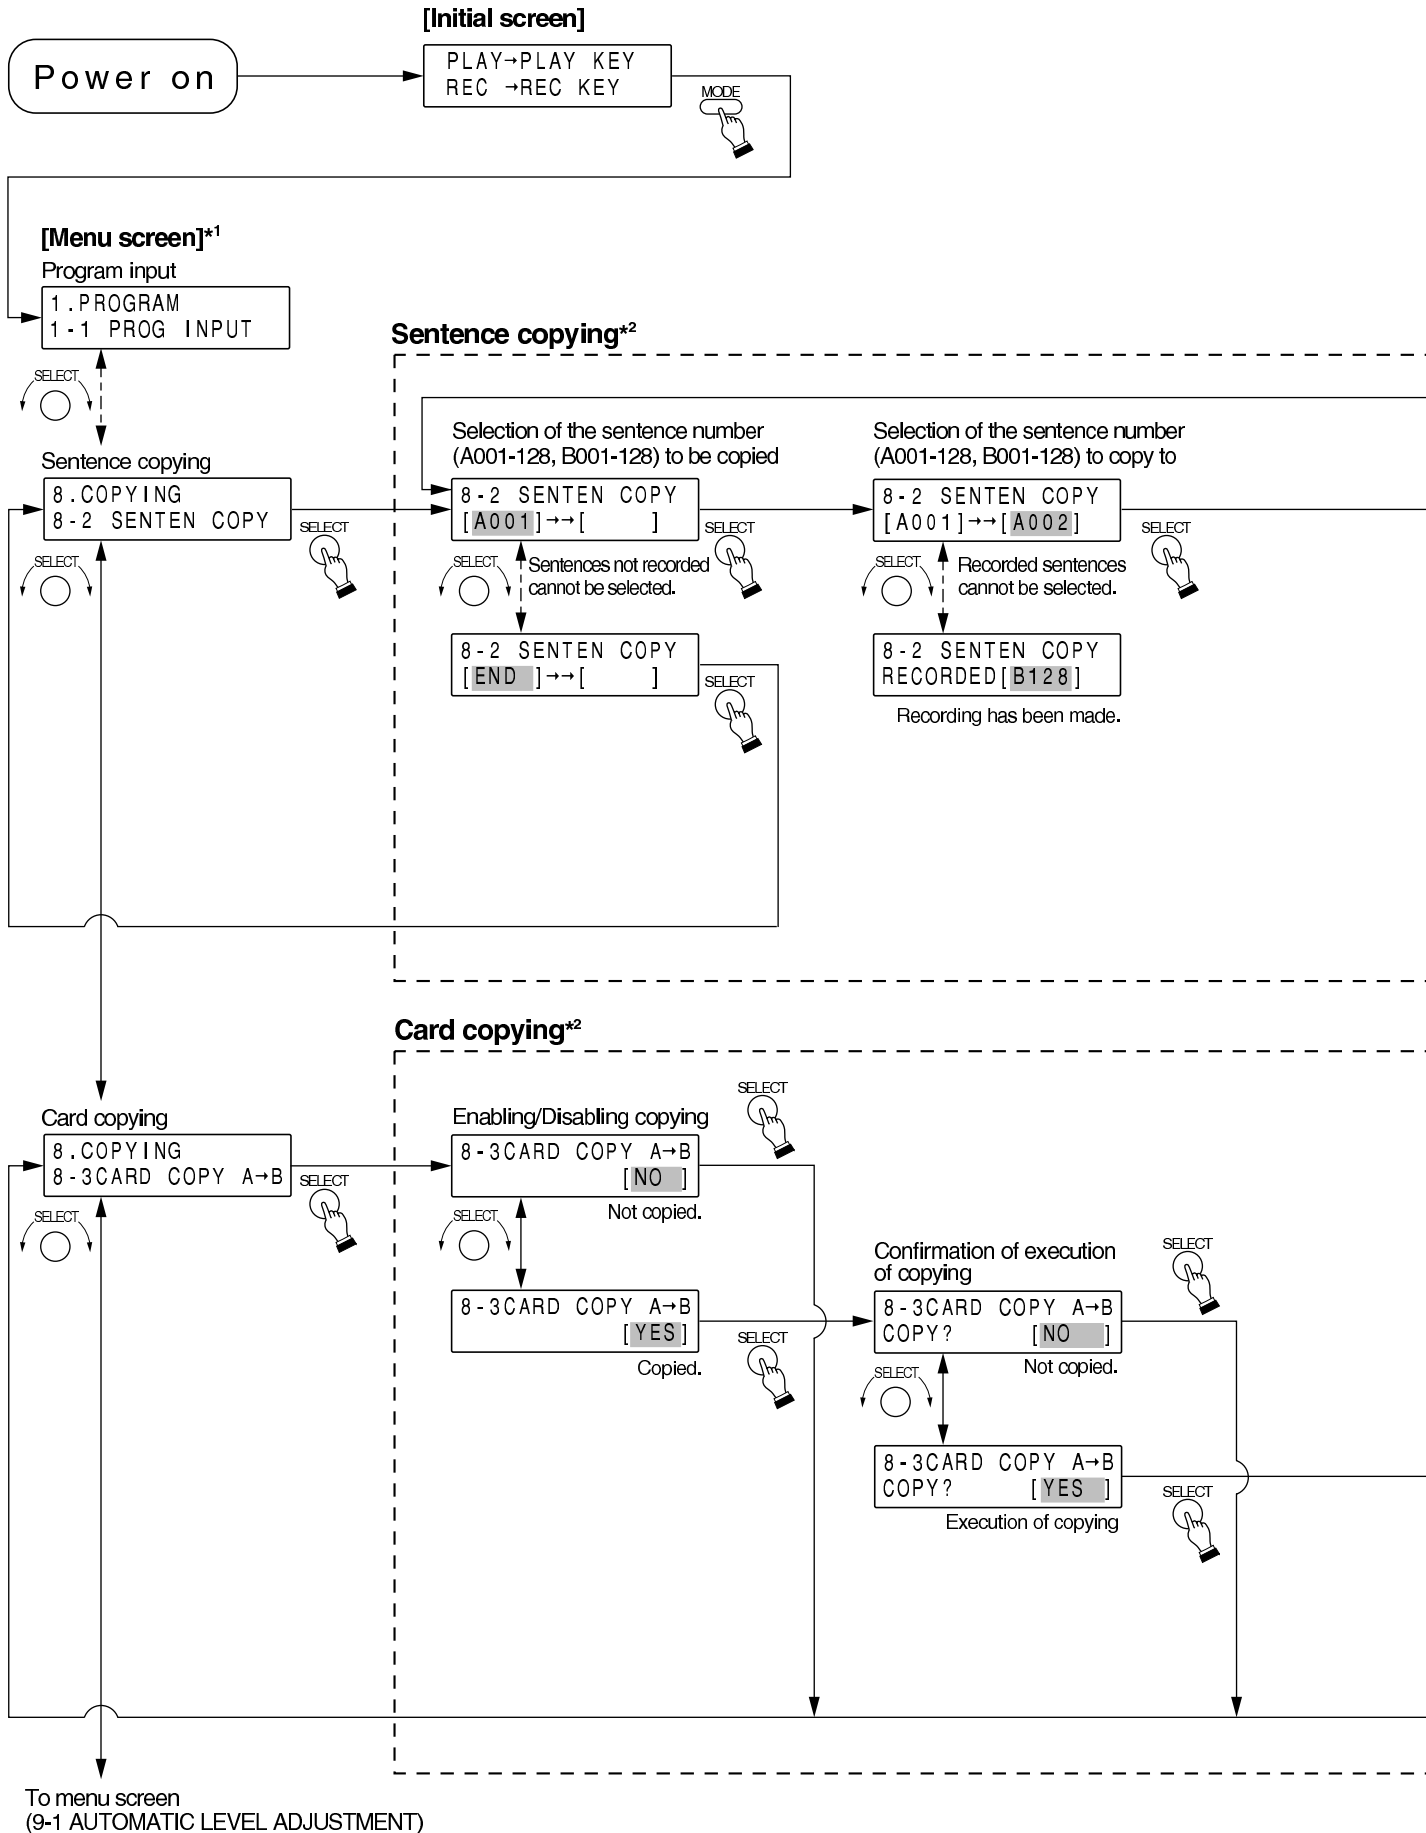 [Initial screen]
Power on
PLAY→PLAY KEY
REC →REC KEY
MODE
[Menu screen]*1
Program input
1.PROGRAM
1-1 PROG INPUT
SELECT
Sentence copying*2
Sentence copying
8.COPYING
8-2 SENTEN COPY
SELECT
SELECT
Selection of the sentence number
(A001-128, B001-128) to be copied
8-2 SENTEN COPY
[A001]→→[ ]
SELECT
SELECT
Sentences not recorded
cannot be selected.
8-2 SENTEN COPY
[END ]→→[ ]
SELECT
Selection of the sentence number
(A001-128, B001-128) to copy to
8-2 SENTEN COPY
[A001]→→[A002]
SELECT
SELECT
Recorded sentences
cannot be selected.
8-2 SENTEN COPY
RECORDED[B128]
Recording has been made.
Card copying*2
Card copying
8.COPYING
8-3CARD COPY A→B
SELECT
SELECT
Enabling/Disabling copying
SELECT
8-3CARD COPY A→B
[NO ]
Not copied.
SELECT
8-3CARD COPY A→B
[YES]
Copied.
SELECT
Confirmation of execution
of copying
SELECT
8-3CARD COPY A→B
COPY? [NO ]
Not copied.
SELECT
8-3CARD COPY A→B
COPY? [YES ]
Execution of copying
SELECT
To menu screen
(9-1 AUTOMATIC LEVEL ADJUSTMENT)